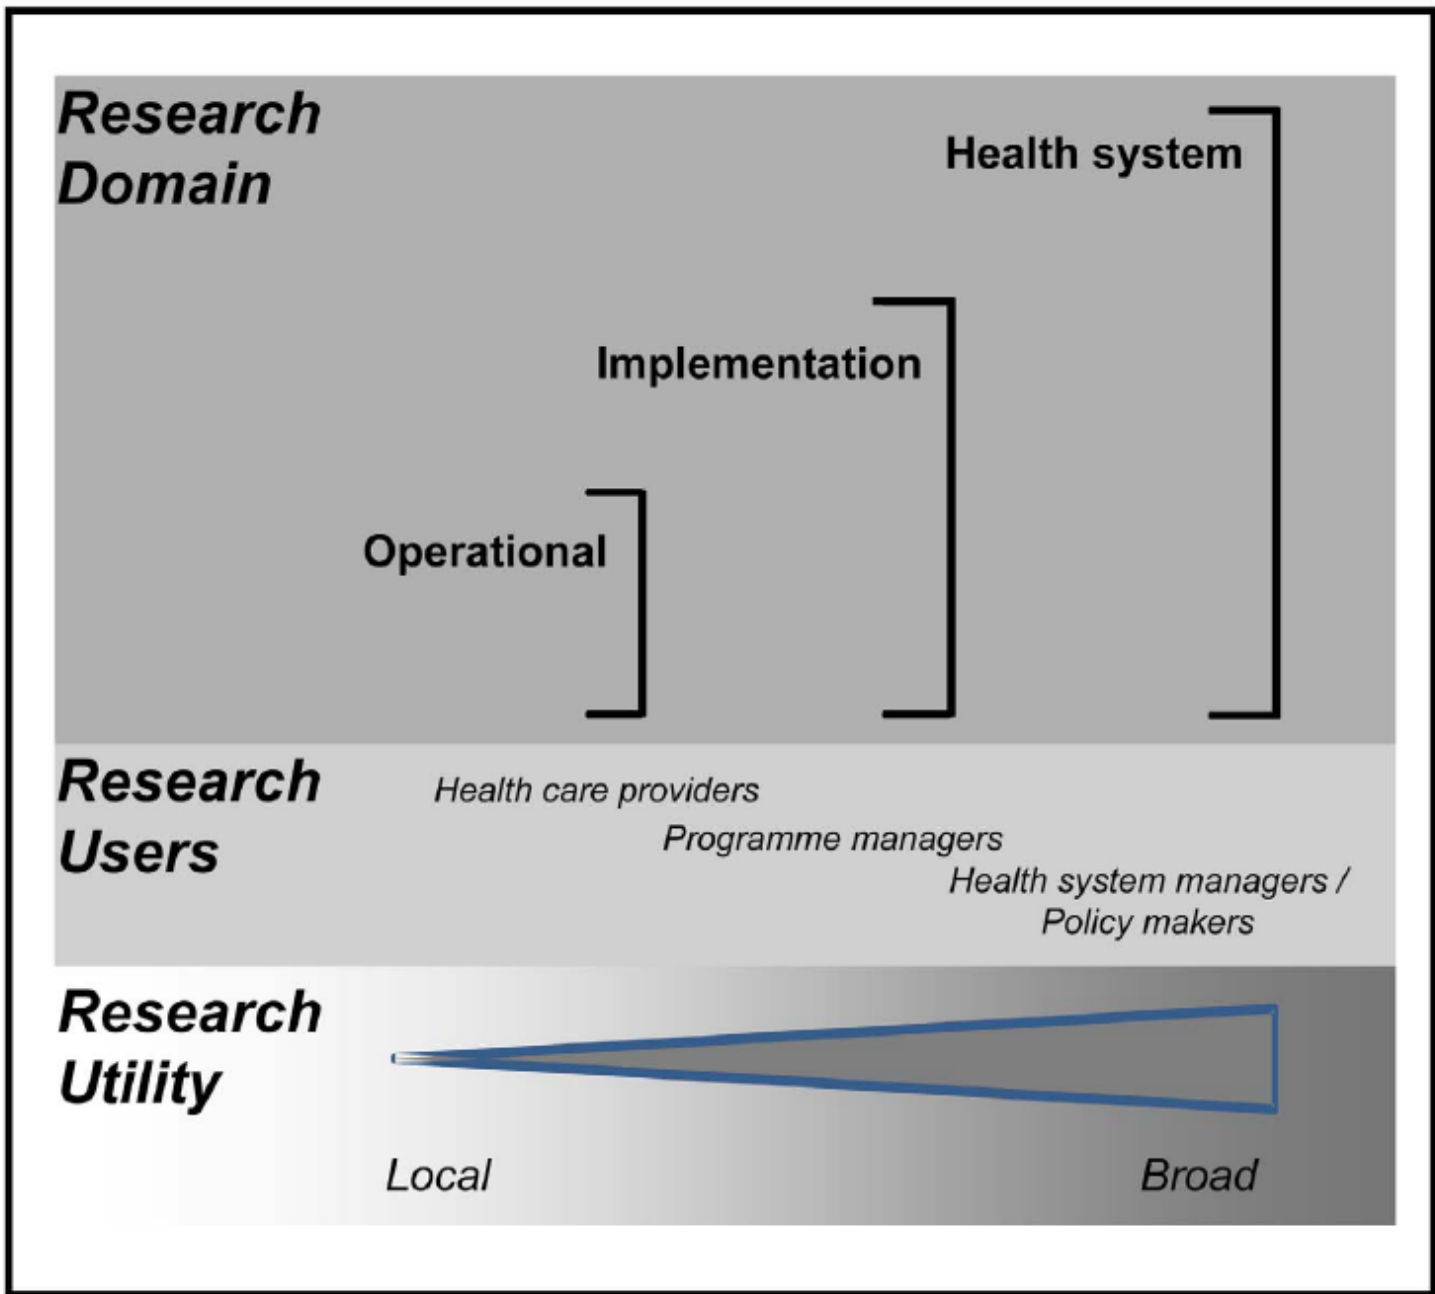 Research
Domain
Health system
Implementation
Operational
Research
Users
Health care providers
Programme managers
Health system managers /
Policy makers
Research
Utility
Local
Broad